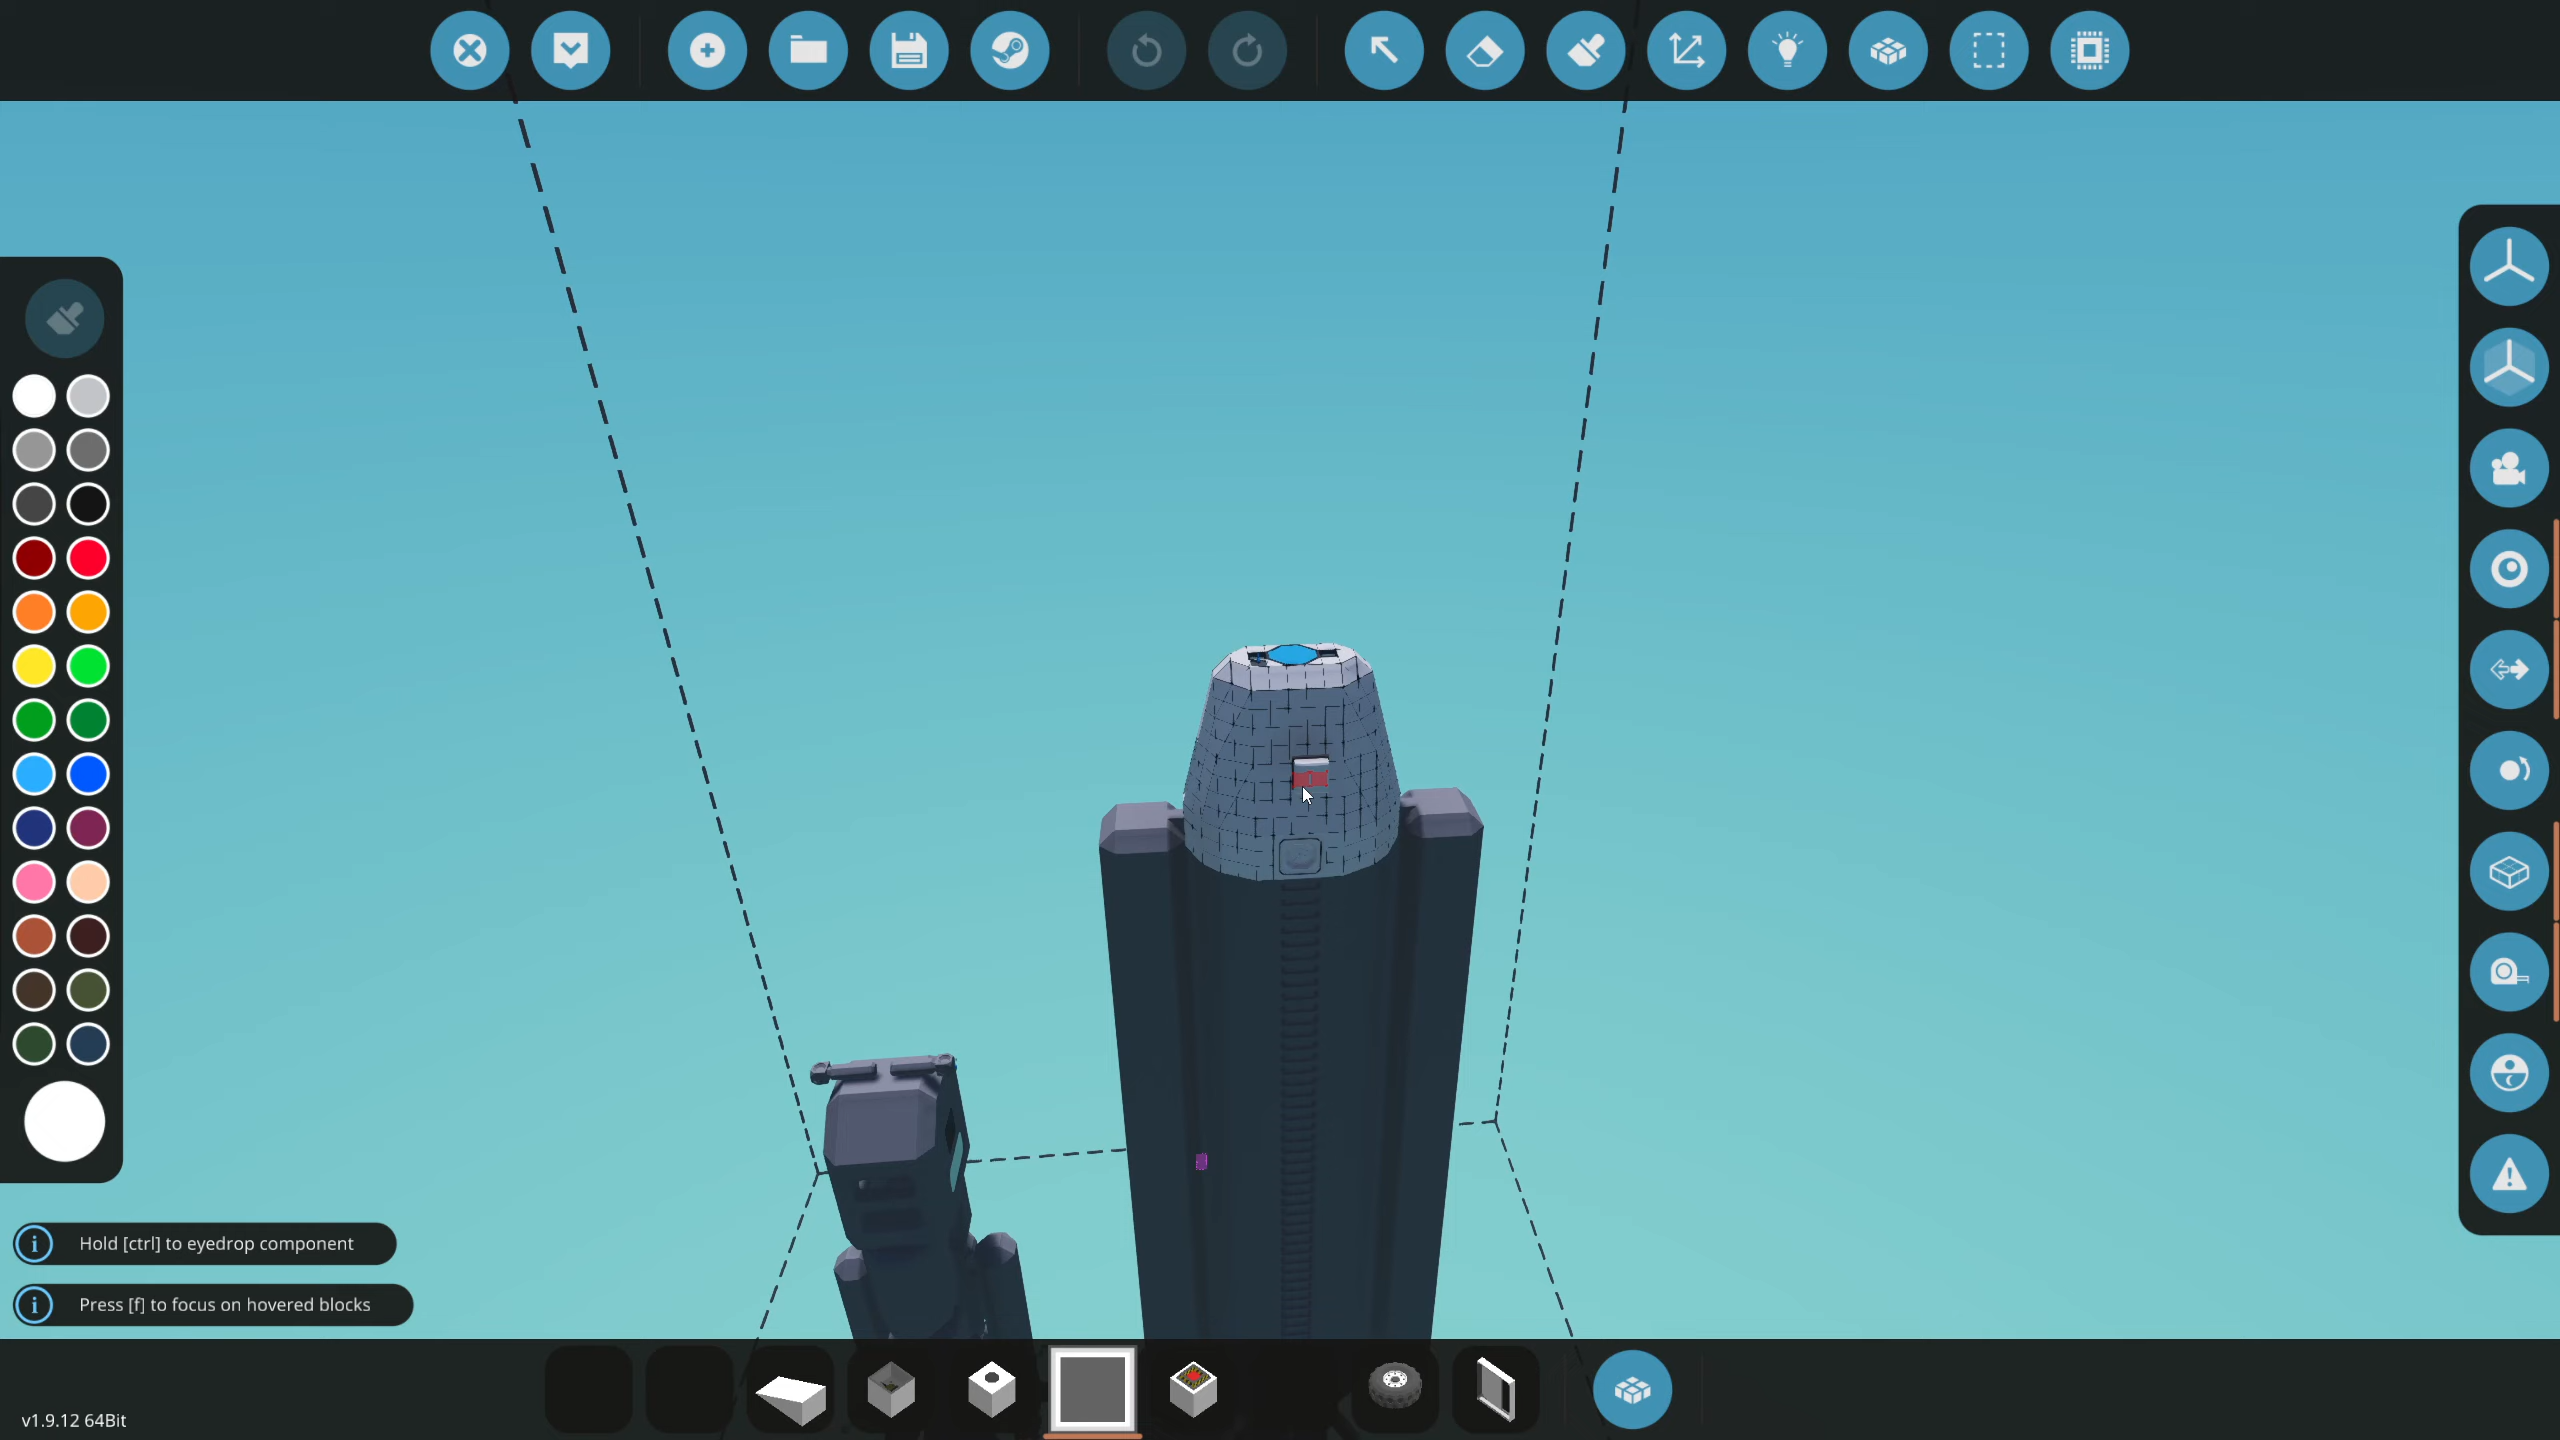 Hold [ctrl] to eyedrop component
Press [f] to focus on hovered blocks
v1.9.12 64Bit